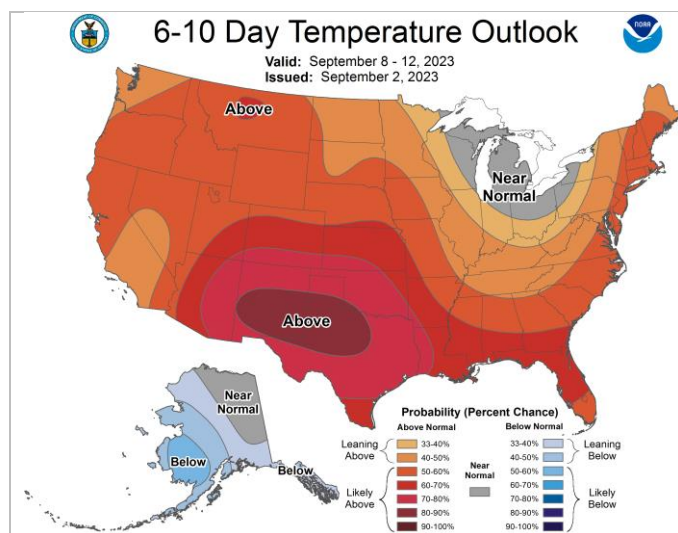 6-10 Day Temperature Outlook
NOAA
Valid: September 8 - 12, 2023
Issued: September 2, 2023
Above
Near
Normal
Above
Near
Normal
Below
Below
Probability (Percent Chance)
Above Normal
Below Normal
Leaning
Above
33-40%
40-50%
Likely
Above
50-60%
60-70%
70-80%
80-90%
90-100%
Near
Normal
33-40%
40-50%
Leaning
Below
50-60%
60-70%
70-80%
80-90%
90-100%
Likely
Below